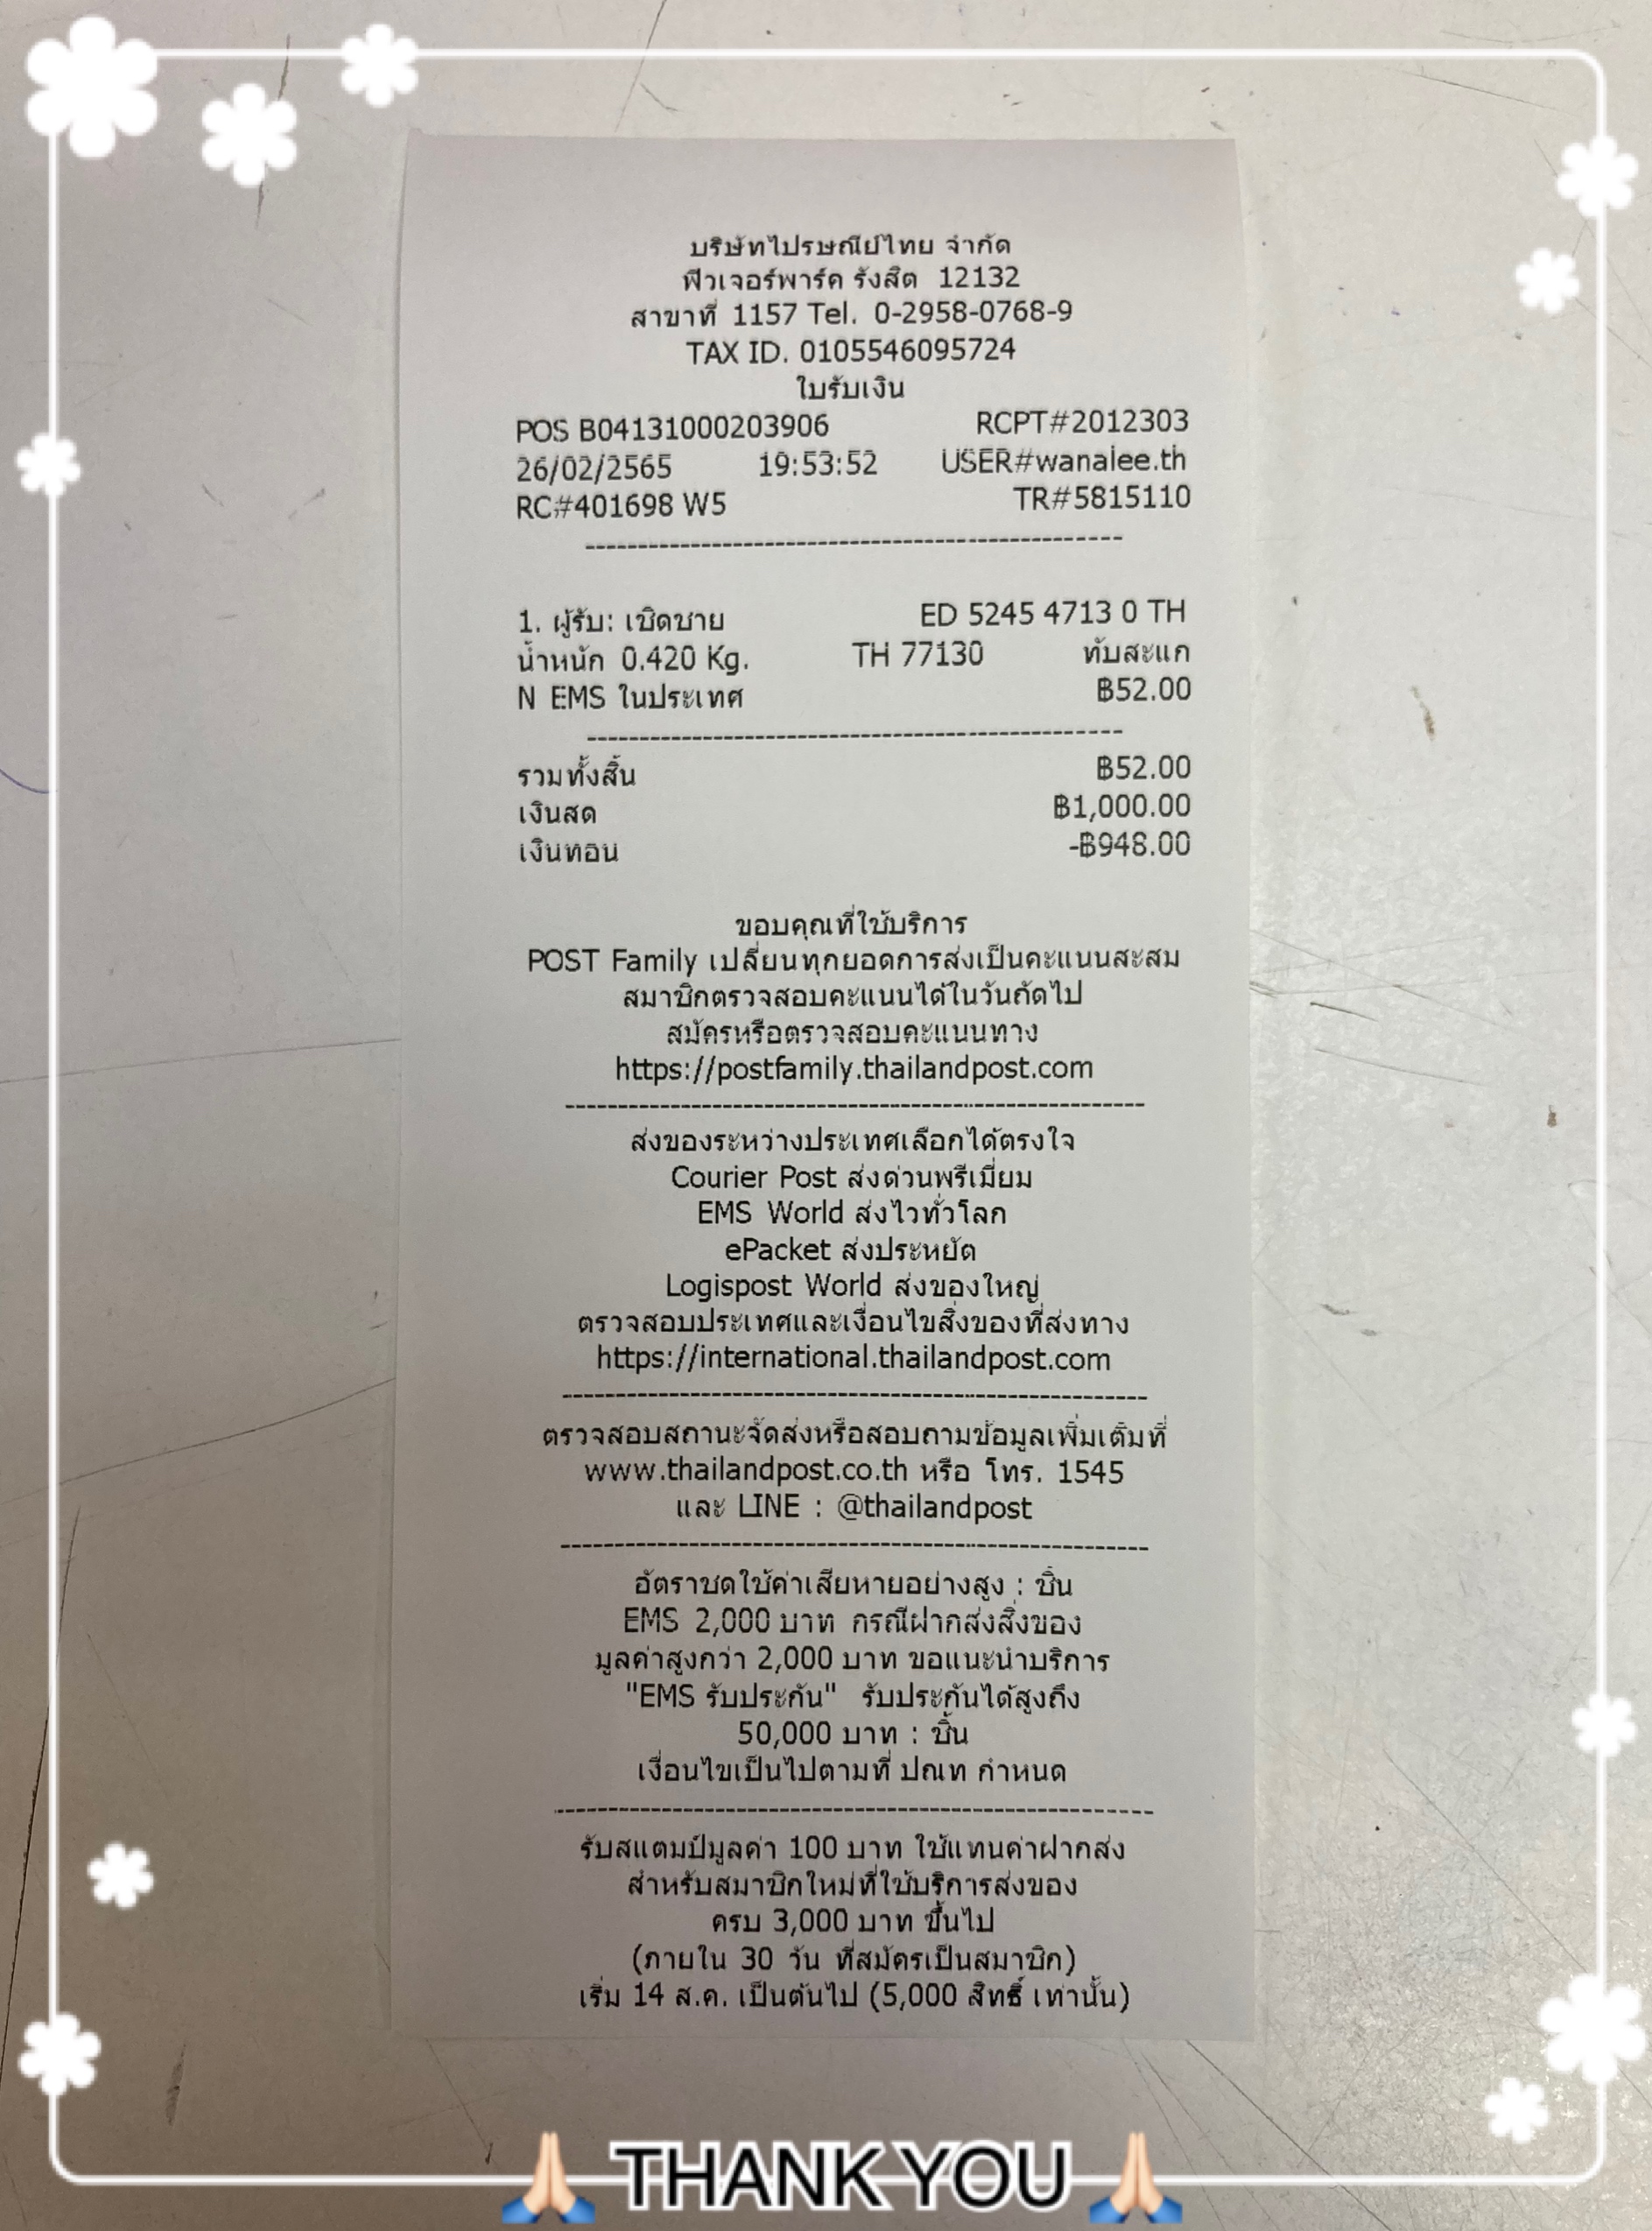 บริษัทไปรษณีย์ไทย จำกัด
ฟิวเจอร์พาร์ค รังสิต 12132
สาขาที่ 1157 Tel. 0-2958-0768-9
TAX ID. 0105546095724
ใบรับเงิน
POS B04131000203906 RCPT#2012303
26/02/2565 19:53:52 USER#wanalee.th
RC#401698 W5 TR#5815110
1. ผู้รับ: เชิดชาย ED 5245 4713 0 TH
น้ำหนัก 0.420 Kg. TH 77130 ทับสะแก
N EMS ในประเทศ ฿52.00
รวมทั้งสิ้น ฿52.00
เงินสด ฿1,000.00
เงินทอน -฿948.00
ขอบคุณที่ใช้บริการ
POST Family เปลี่ยนทุกยอดการส่งเป็นคะแนนสะสม
สมาชิกตรวจสอบคะแนนได้ในวันถัดไป
สมัครหรือตรวจสอบคะแนนทาง
https://postfamily.thailandpost.com
ส่งของระหว่างประเทศเลือกได้ตรงใจ
Courier Post ส่งด่วนพรีเมี่ยม
EMS World ส่งไวทั่วโลก
ePacket ส่งประหยัด
Logispost World ส่งของใหญ่
ตรวจสอบประเทศและเงื่อนไขสิ่งของที่ส่งทาง
https://international.thailandpost.com
ตรวจสอบสถานะจัดส่งหรือสอบถามข้อมูลเพิ่มเติมที่
www.thailandpost.co.th หรือ โทร. 1545
และ LINE : @thailandpost
อัตราชดใช้ค่าเสียหายอย่างสูง : ชิ้น
EMS 2,000 บาท กรณีฝากส่งสิ่งของ
มูลค่าสูงกว่า 2,000 บาท ขอแนะนำบริการ
"EMS รับประกัน" รับประกันได้สูงถึง
50,000 บาท : ชิ้น
เงื่อนไขเป็นไปตามที่ ปณท กำหนด
รับสแตมป์มูลค่า 100 บาท ใช้แทนค่าฝากส่ง
สำหรับสมาชิกใหม่ที่ใช้บริการส่งของ
ครบ 3,000 บาท ขึ้นไป
(ภายใน 30 วัน ที่สมัครเป็นสมาชิก)
เริ่ม 14 ส.ค. เป็นต้นไป (5,000 สิทธิ์ เท่านั้น)
🙏🏻 THANK YOU 🙏🏻